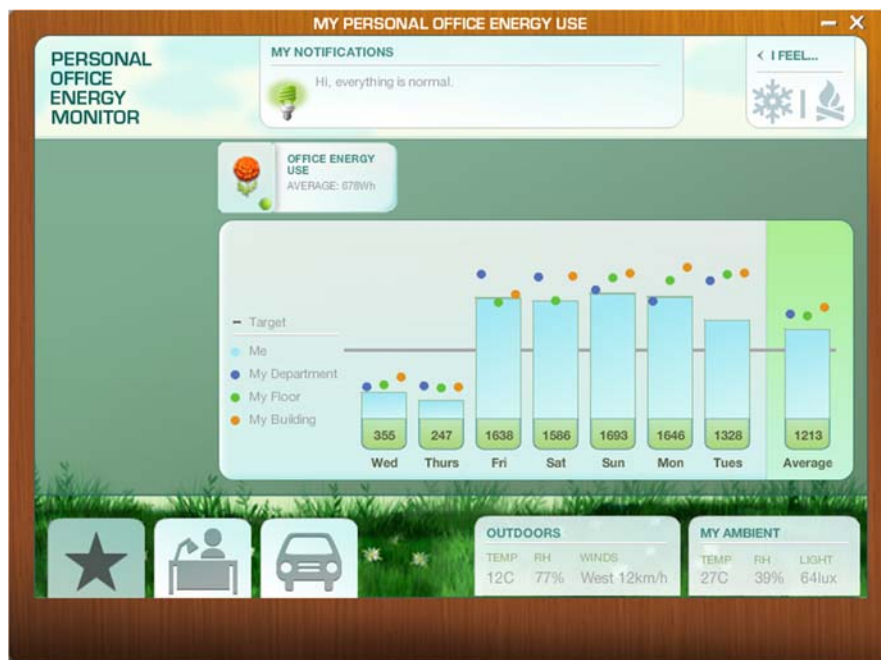 MY PERSONAL OFFICE ENERGY USE
PERSONAL
OFFICE
ENERGY
MONITOR
MY NOTIFICATIONS
Hi, everything is normal.
< I FEEL...
OFFICE ENERGY
USE
AVERAGE: 678Wh
Target
Me
My Department
My Floor
My Building
355 247 1638 1586 1693 1646 1328 1213
Wed Thurs Fri Sat Sun Mon Tues Average
OUTDOORS
TEMP RH WINDS
12C 77% West 12km/h
MY AMBIENT
TEMP RH LIGHT
27C 39% 64lux